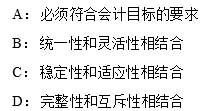 A：必须符合会计目标的要求
B：统一性和灵活性相结合
C：稳定性和适应性相结合
D：完整性和互斥性相结合